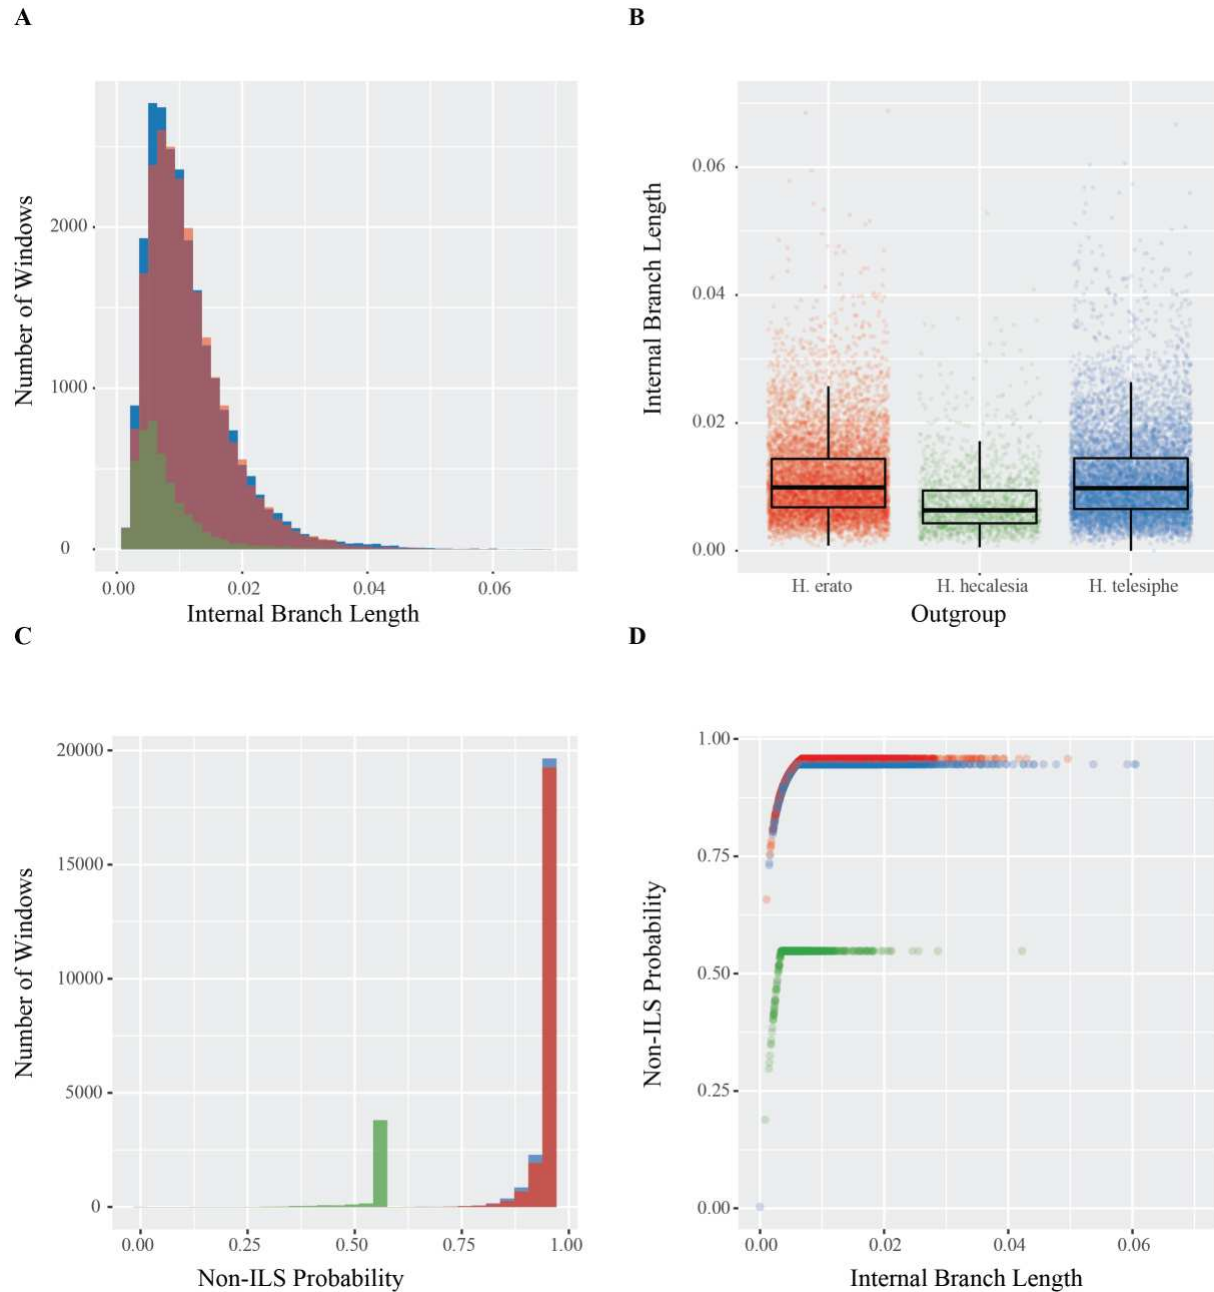 A
Number of Windows
2000
1000
0
0.00 0.02 0.04 0.06
Internal Branch Length
B
Internal Branch Length
0.06
0.04
0.02
0.00
H. erato H. hecalesia H. telesiphe
Outgroup
C
Number of Windows
20000
15000
10000
5000
0
0.00 0.25 0.50 0.75 1.00
Non-ILS Probability
D
Non-ILS Probability
1.00
0.75
0.50
0.25
0.00
0.00 0.02 0.04 0.06
Internal Branch Length